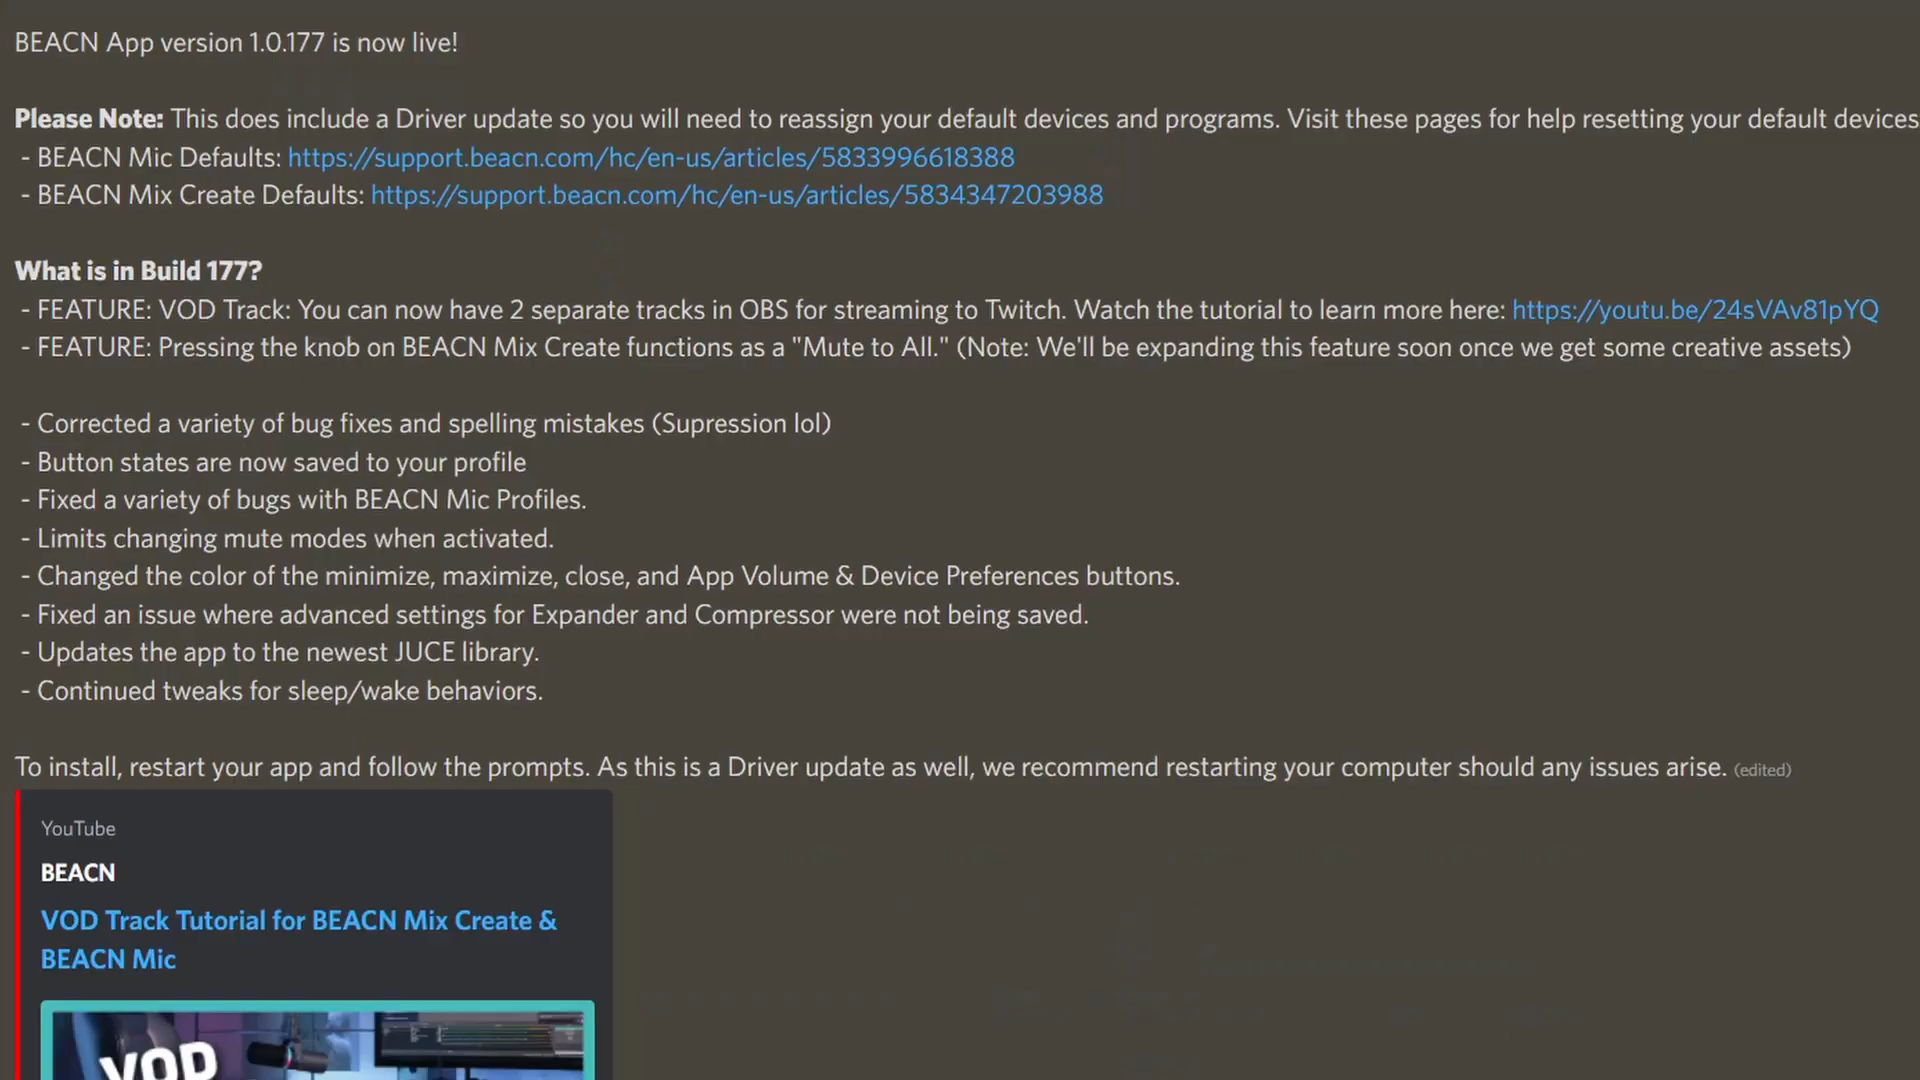 BEACN App version 1.0.177 is now live!
Please Note: This does include a Driver update so you will need to reassign your default devices and programs. Visit these pages for help resetting your default devices
- BEACN Mic Defaults: https://support.beacn.com/hc/en-us/articles/5833996618388
- BEACN Mix Create Defaults: https://support.beacn.com/hc/en-us/articles/5834347203988
What is in Build 177?
- FEATURE: VOD Track: You can now have 2 separate tracks in OBS for streaming to Twitch. Watch the tutorial to learn more here: https://youtu.be/24sVAv81pYQ
- FEATURE: Pressing the knob on BEACN Mix Create functions as a "Mute to All." (Note: We'll be expanding this feature soon once we get some creative assets)
- Corrected a variety of bug fixes and spelling mistakes (Supression lol)
- Button states are now saved to your profile
- Fixed a variety of bugs with BEACN Mic Profiles.
- Limits changing mute modes when activated.
- Changed the color of the minimize, maximize, close, and App Volume & Device Preferences buttons.
- Fixed an issue where advanced settings for Expander and Compressor were not being saved.
- Updates the app to the newest JUCE library.
- Continued tweaks for sleep/wake behaviors.
To install, restart your app and follow the prompts. As this is a Driver update as well, we recommend restarting your computer should any issues arise. (edited)
YouTube
BEACN
VOD Track Tutorial for BEACN Mix Create &
BEACN Mic
VOD